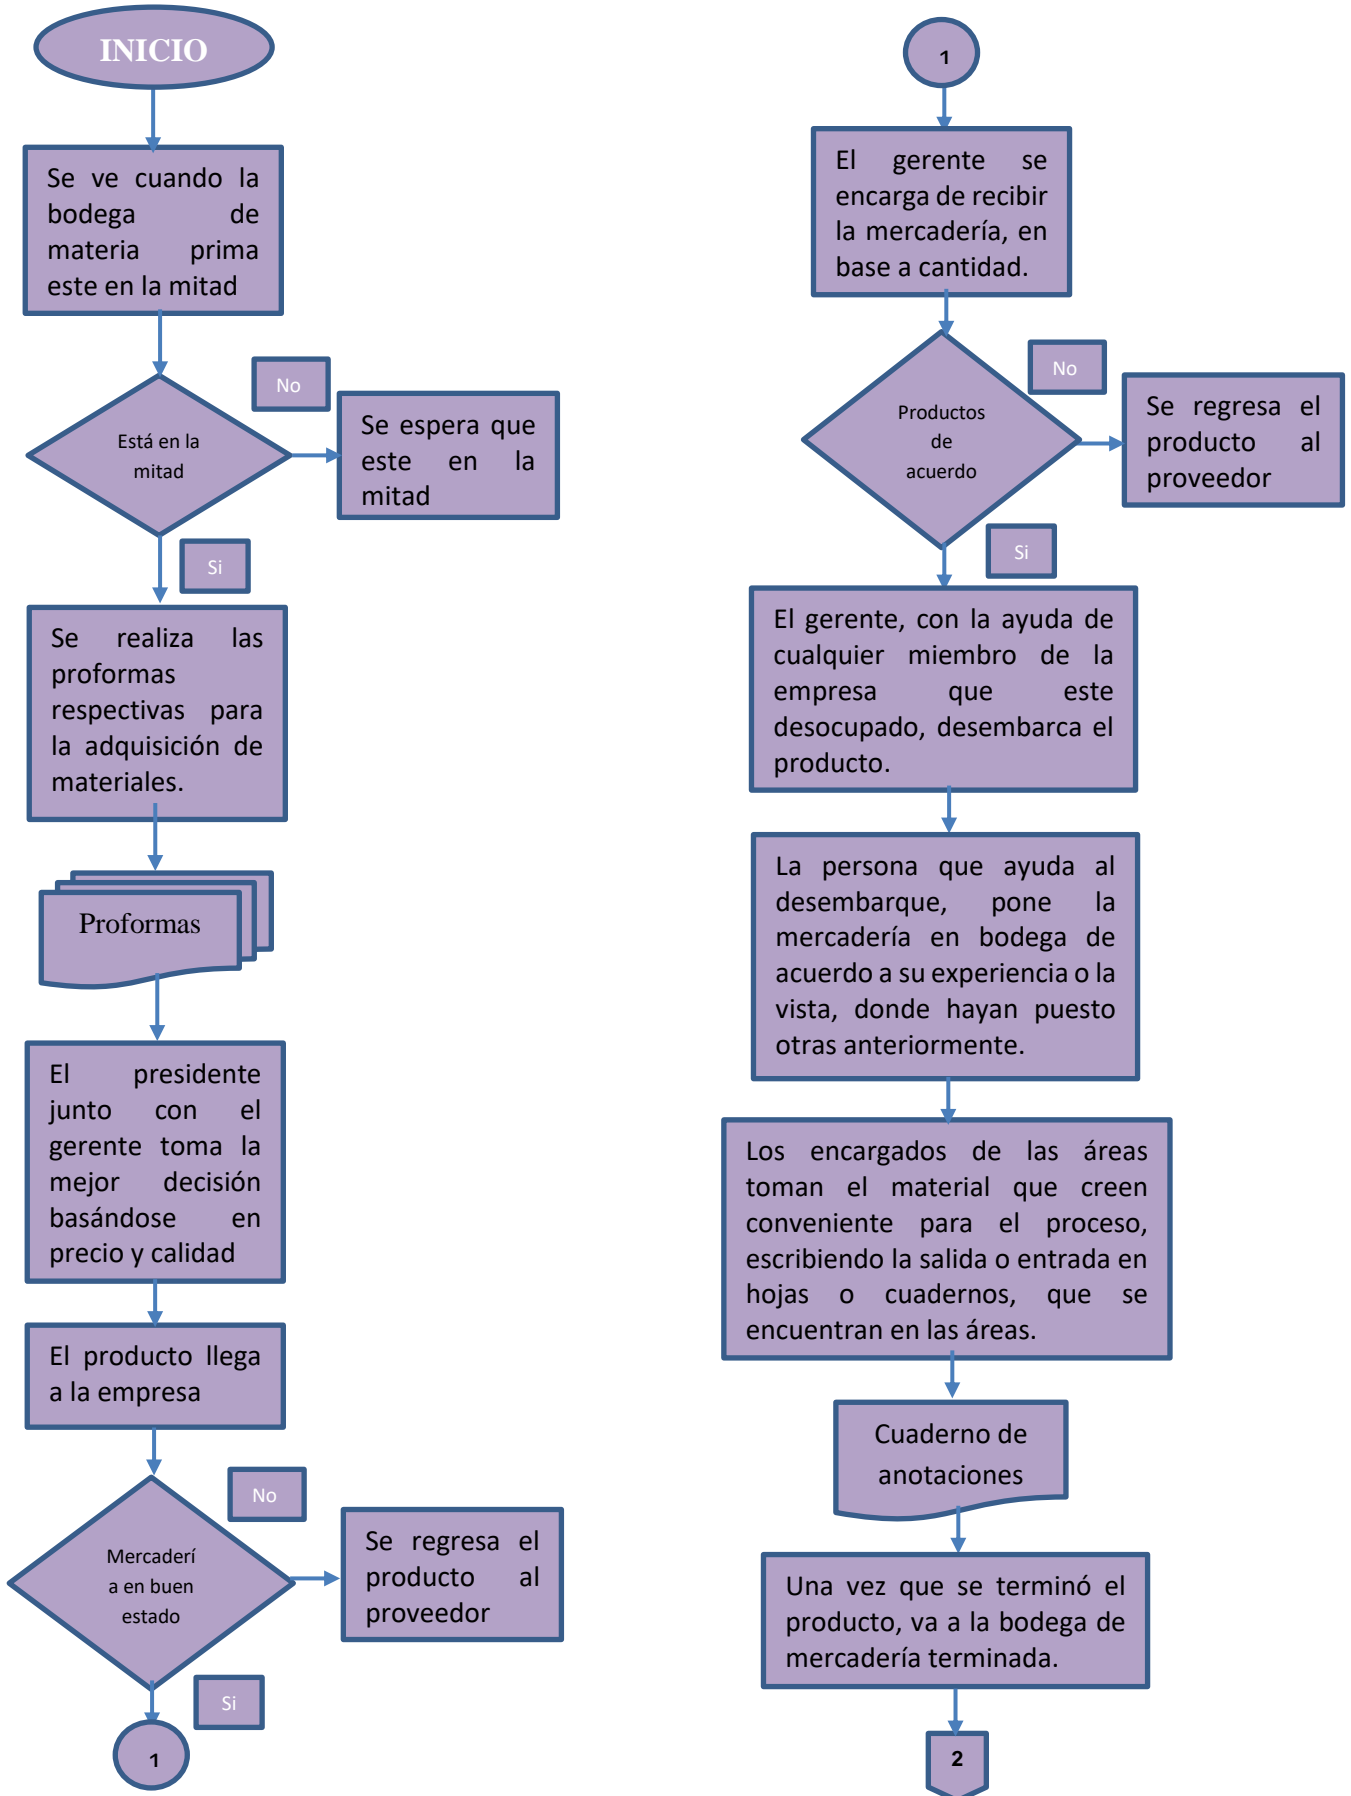 INICIO
Se ve cuando la
bodega de
materia prima
este en la mitad
Está en la
mitad
No
Se espera que
este en la
mitad
Si
Se realiza las
proformas
respectivas para
la adquisición de
materiales.
Proformas
El presidente
junto con el
gerente toma la
mejor decisión
basándose en
precio y calidad
El producto llega
a la empresa
Mercaderí
a en buen
estado
No
Se regresa el
producto al
proveedor
Si
1
1
El gerente se
encarga de recibir
la mercadería, en
base a cantidad.
Productos
de
acuerdo
No
Se regresa el
producto al
proveedor
Si
El gerente, con la ayuda de
cualquier miembro de la
empresa que este
desocupado, desembarca el
producto.
La persona que ayuda al
desembarque, pone la
mercadería en bodega de
acuerdo a su experiencia o la
vista, donde hayan puesto
otras anteriormente.
Los encargados de las áreas
toman el material que creen
conveniente para el proceso,
escribiendo la salida o entrada en
hojas o cuadernos, que se
encuentran en las áreas.
Cuaderno de
anotaciones
Una vez que se terminó el
producto, va a la bodega de
mercadería terminada.
2